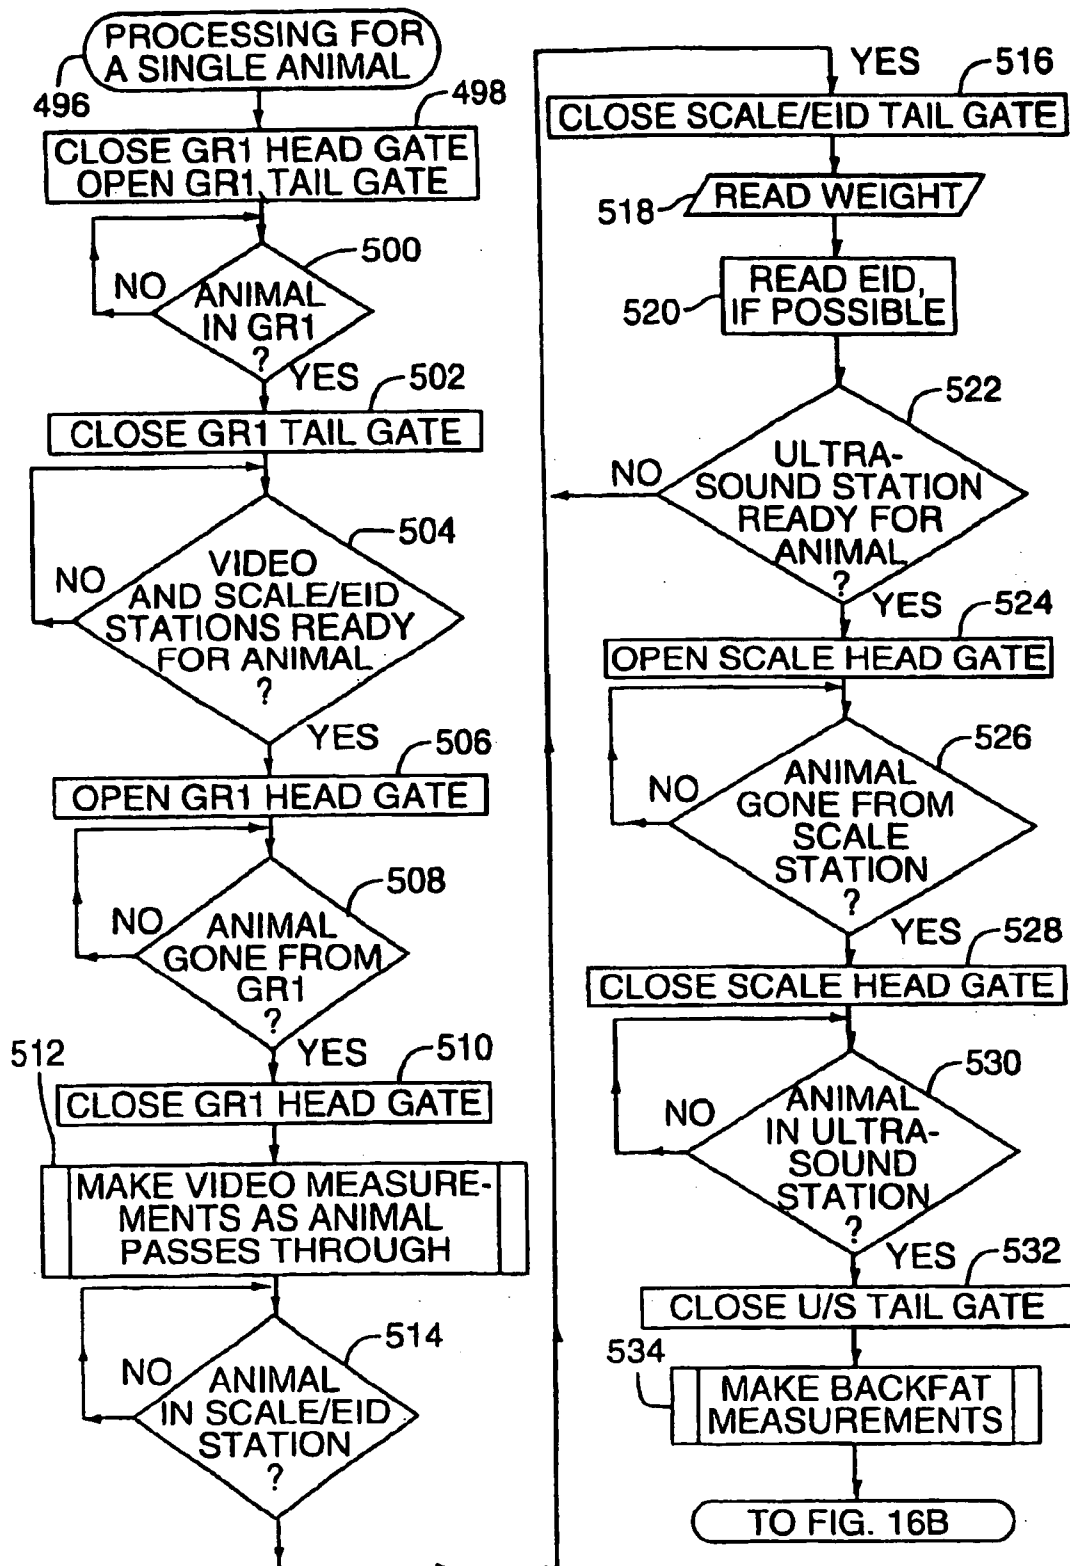 PROCESSING FOR
A SINGLE ANIMAL
496
498
CLOSE GR1 HEAD GATE
OPEN GR1 TAIL GATE
500
NO
ANIMAL
IN GR1
?
YES
502
CLOSE GR1 TAIL GATE
504
NO
VIDEO
AND SCALE/EID
STATIONS READY
FOR ANIMAL
?
YES
506
OPEN GR1 HEAD GATE
508
NO
ANIMAL
GONE FROM
GR1
?
YES
510
512
CLOSE GR1 HEAD GATE
MAKE VIDEO MEASURE-
MENTS AS ANIMAL
PASSES THROUGH
514
NO
ANIMAL
IN SCALE/EID
STATION
?
YES
516
CLOSE SCALE/EID TAIL GATE
518
READ WEIGHT
520
READ EID,
IF POSSIBLE
522
NO
ULTRA-
SOUND STATION
READY FOR
ANIMAL
?
YES
524
OPEN SCALE HEAD GATE
526
NO
ANIMAL
GONE FROM
SCALE
STATION
?
YES
528
CLOSE SCALE HEAD GATE
530
NO
ANIMAL
IN ULTRA-
SOUND
STATION
?
YES
532
CLOSE U/S TAIL GATE
534
MAKE BACKFAT
MEASUREMENTS
TO FIG. 16B